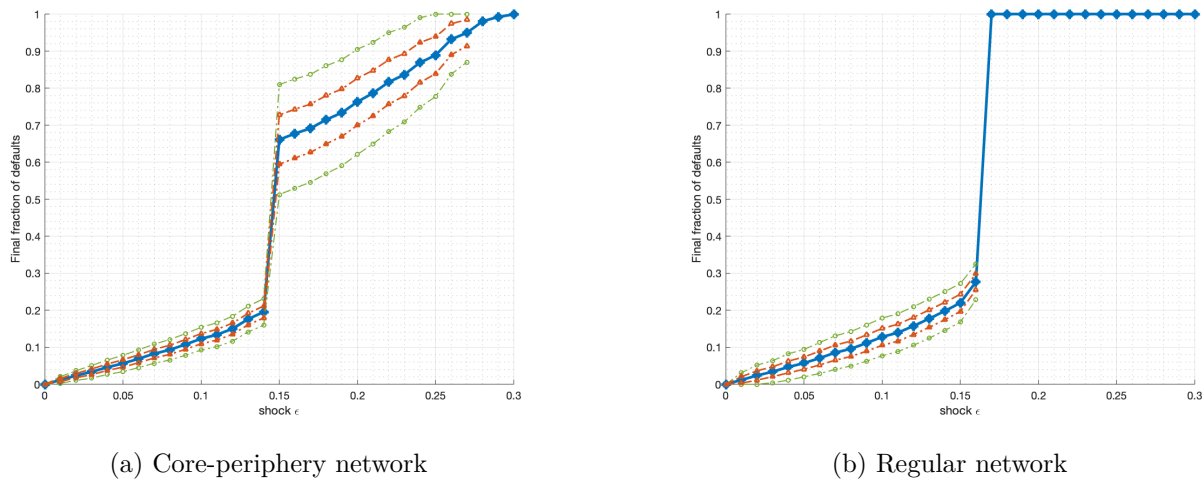 1
0.9
0.8
0.7
0.6
0.5
0.4
0.3
0.2
0.1
0
Final fraction of defaults
0 0.05 0.1 0.15 0.2 0.25 0.3
shock ϵ
(a) Core-periphery network
1
0.9
0.8
0.7
0.6
0.5
0.4
0.3
0.2
0.1
0
Final fraction of defaults
0 0.05 0.1 0.15 0.2 0.25 0.3
shock ϵ
(b) Regular network